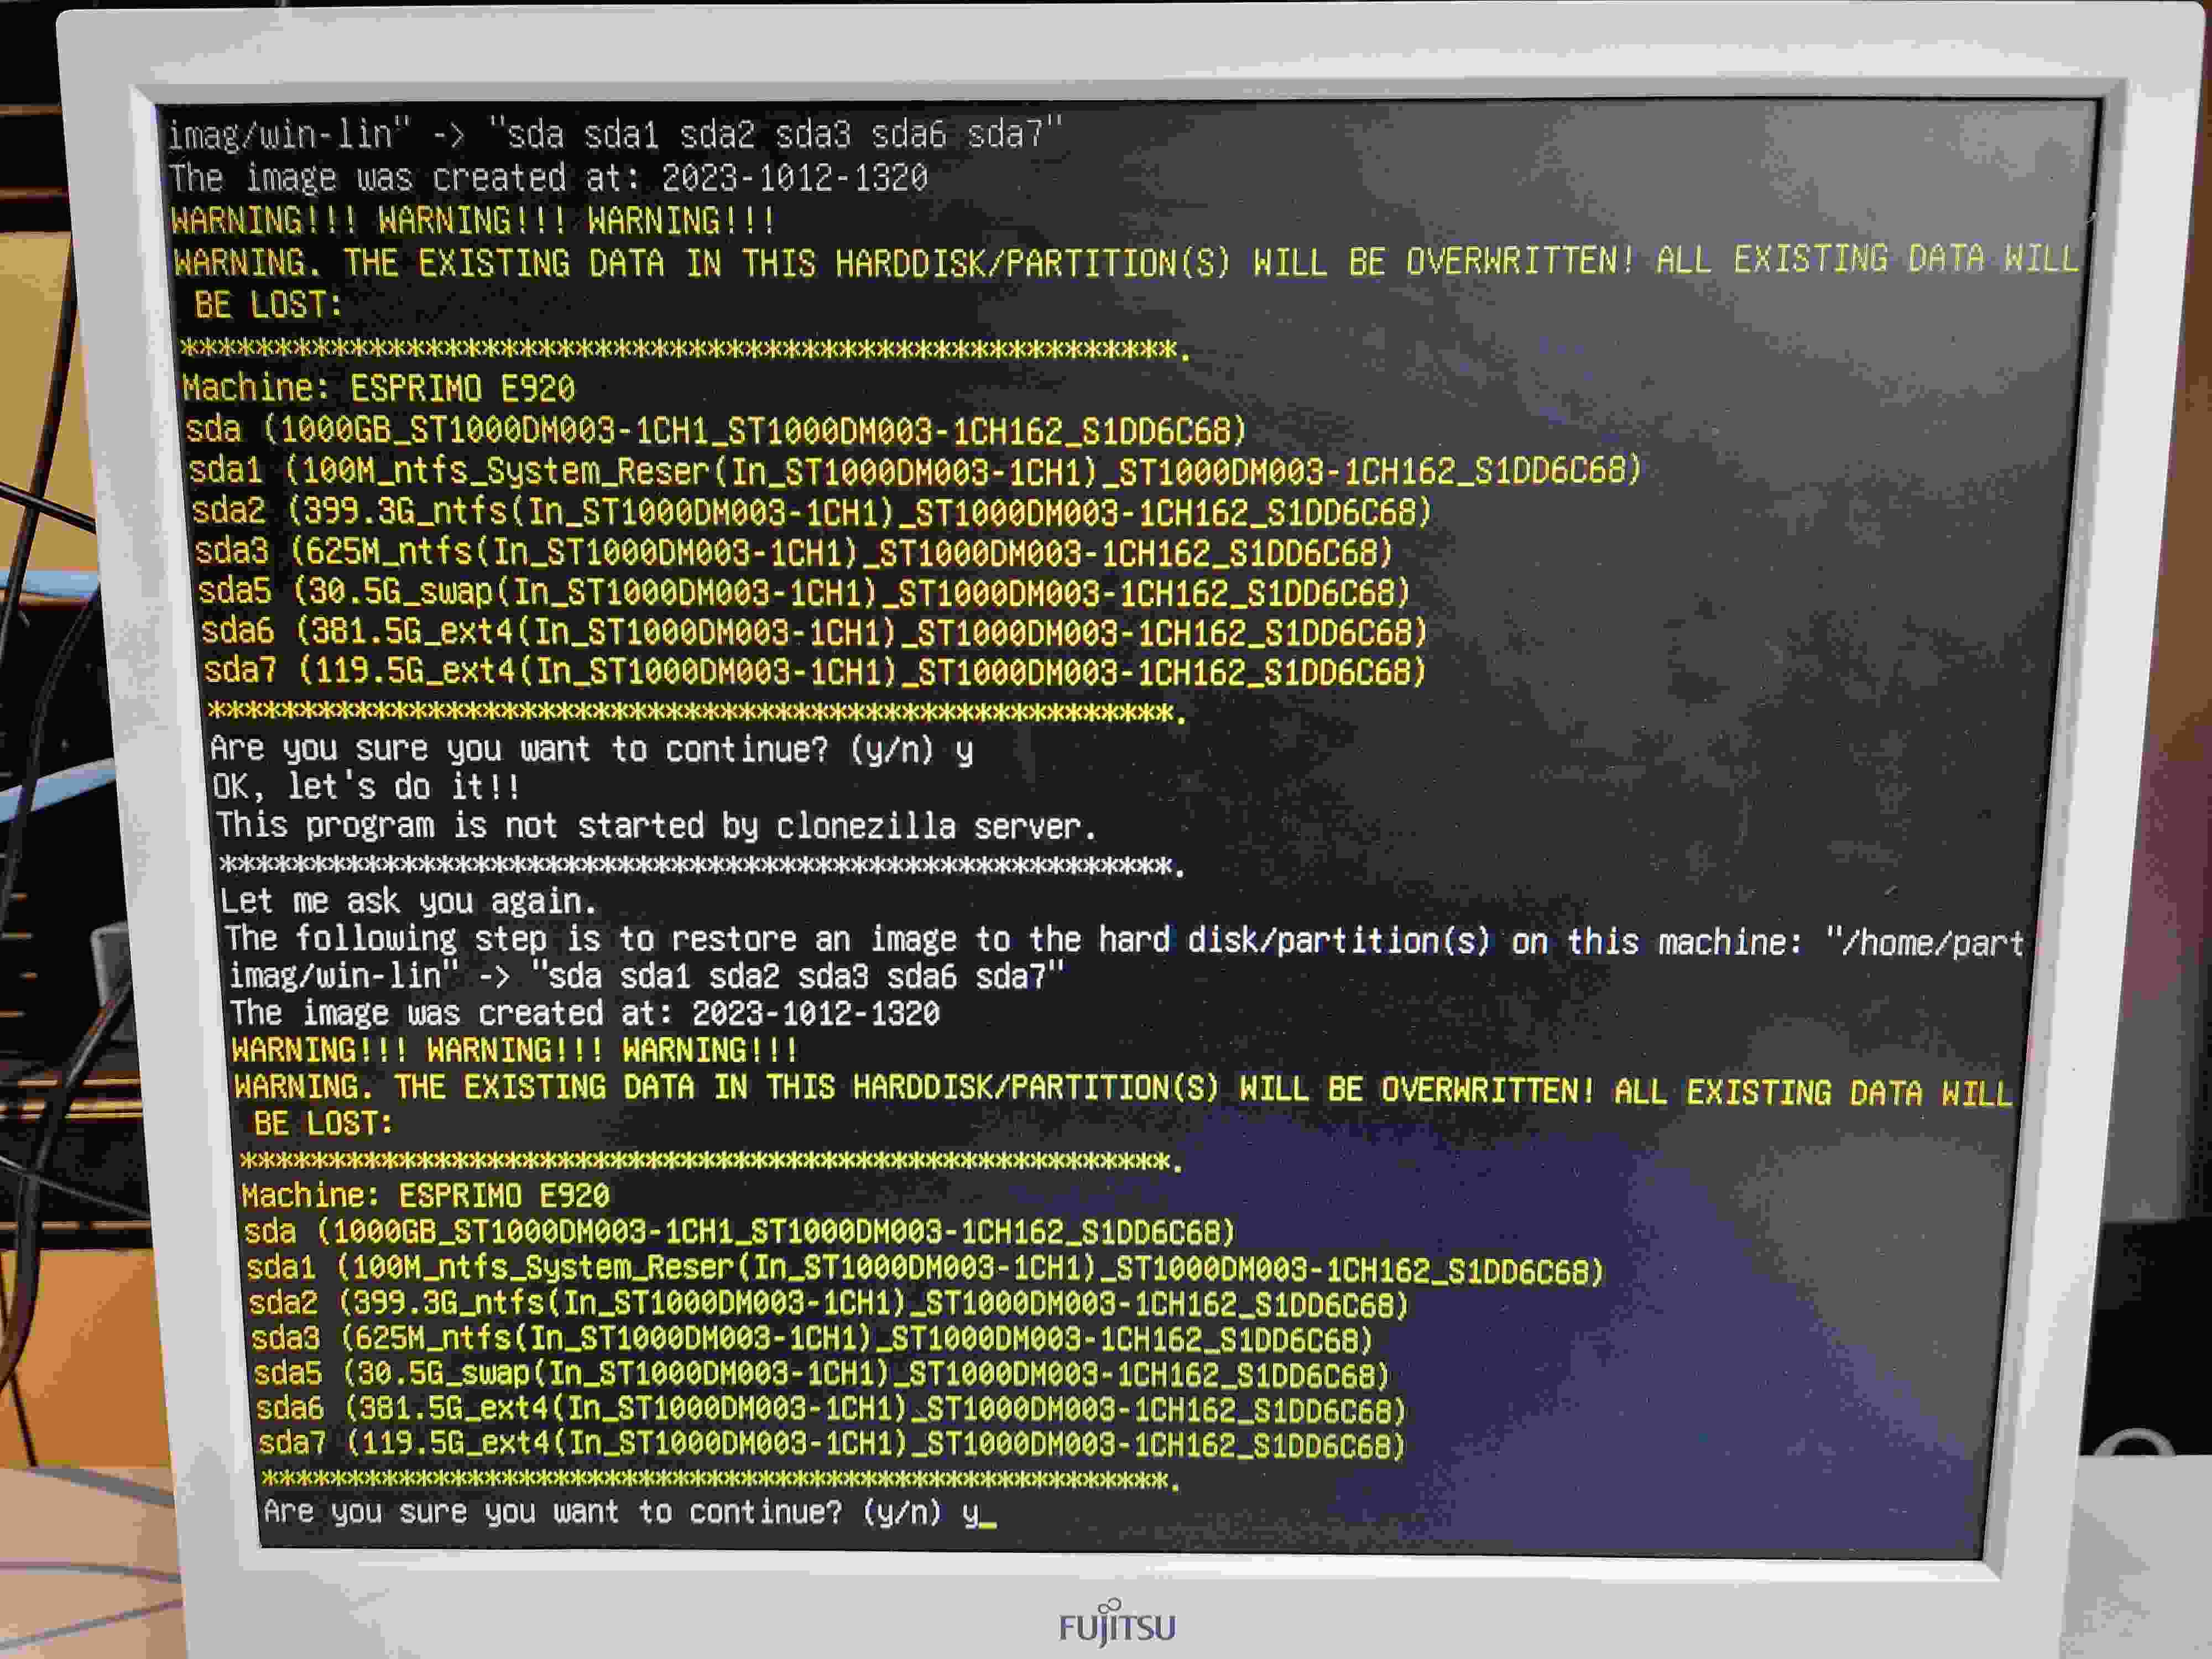 imag/win-lin" -> "sda sda1 sda2 sda3 sda6 sda7"
The image was created at: 2023-1012-1320
WARNING!!! WARNING!!! WARNING!!!
WARNING. THE EXISTING DATA IN THIS HARDDISK/PARTITION(S) WILL BE OVERWRITTEN! ALL EXISTING DATA WILL
BE LOST:
*****************************************************.
Machine: ESPRIMO E920
sda (1000GB_ST1000DM003-1CH1_ST1000DM003-1CH162_S1DD6C68)
sda1 (100M_ntfs_System_Reser(In_ST1000DM003-1CH1)_ST1000DM003-1CH162_S1DD6C68)
sda2 (399.3G_ntfs(In_ST1000DM003-1CH1)_ST1000DM003-1CH162_S1DD6C68)
sda3 (625M_ntfs(In_ST1000DM003-1CH1)_ST1000DM003-1CH162_S1DD6C68)
sda5 (30.5G_swap(In_ST1000DM003-1CH1)_ST1000DM003-1CH162_S1DD6C68)
sda6 (381.5G_ext4(In_ST1000DM003-1CH1)_ST1000DM003-1CH162_S1DD6C68)
sda7 (119.5G_ext4(In_ST1000DM003-1CH1)_ST1000DM003-1CH162_S1DD6C68)
*****************************************************.
Are you sure you want to continue? (y/n) y
OK, let's do it!!
This program is not started by clonezilla server.
*****************************************************.
Let me ask you again.
The following step is to restore an image to the hard disk/partition(s) on this machine: "/home/part
imag/win-lin" -> "sda sda1 sda2 sda3 sda6 sda7"
The image was created at: 2023-1012-1320
WARNING!!! WARNING!!! WARNING!!!
WARNING. THE EXISTING DATA IN THIS HARDDISK/PARTITION(S) WILL BE OVERWRITTEN! ALL EXISTING DATA WILL
BE LOST:
*****************************************************.
Machine: ESPRIMO E920
sda (1000GB_ST1000DM003-1CH1_ST1000DM003-1CH162_S1DD6C68)
sda1 (100M_ntfs_System_Reser(In_ST1000DM003-1CH1)_ST1000DM003-1CH162_S1DD6C68)
sda2 (399.3G_ntfs(In_ST1000DM003-1CH1)_ST1000DM003-1CH162_S1DD6C68)
sda3 (625M_ntfs(In_ST1000DM003-1CH1)_ST1000DM003-1CH162_S1DD6C68)
sda5 (30.5G_swap(In_ST1000DM003-1CH1)_ST1000DM003-1CH162_S1DD6C68)
sda6 (381.5G_ext4(In_ST1000DM003-1CH1)_ST1000DM003-1CH162_S1DD6C68)
sda7 (119.5G_ext4(In_ST1000DM003-1CH1)_ST1000DM003-1CH162_S1DD6C68)
*****************************************************.
Are you sure you want to continue? (y/n) y_
FUJITSU